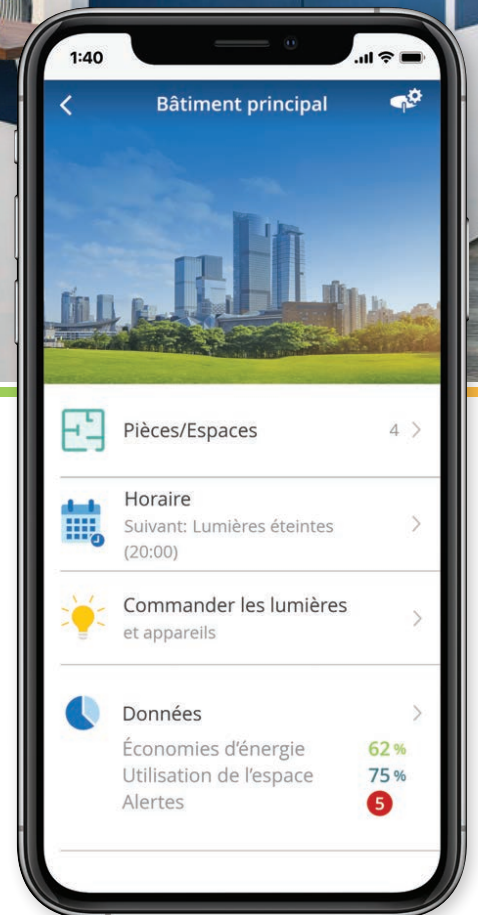 1:40
Bâtiment principal
Pièces/Espaces 4
Horaire
Suivant: Lumières éteintes
(20:00)
Commander les lumières
et appareils
Données
Économies d'énergie 62 %
Utilisation de l'espace 75 %
Alertes 5